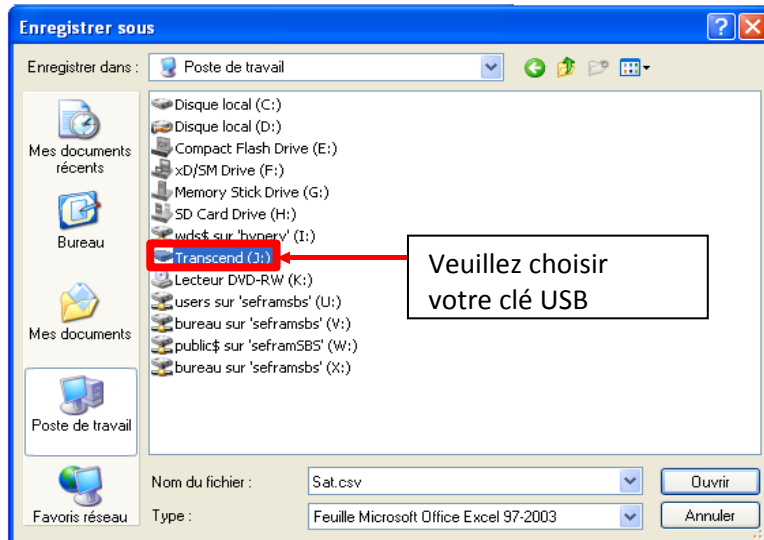 Enregistrer sous
Enregistrer dans :
Poste de travail
Mes documents
récents
Bureau
Mes documents
Poste de travail
Favoris réseau
Disque local (C:)
Disque local (D:)
Compact Flash Drive (E:)
xD/SM Drive (F:)
Memory Stick Drive (G:)
SD Card Drive (H:)
wds$ sur 'hyperv' (I:)
Transcend (J:)
Lecteur DVD-RW (K:)
users sur 'seframsbs' (U:)
bureau sur 'seframsbs' (V:)
public$ sur 'seframSBS' (W:)
bureau sur 'seframsbs' (X:)
Veuillez choisir
votre clé USB
Nom du fichier :
Sat.csv
Ouvrir
Type :
Feuille Microsoft Office Excel 97-2003
Annuler